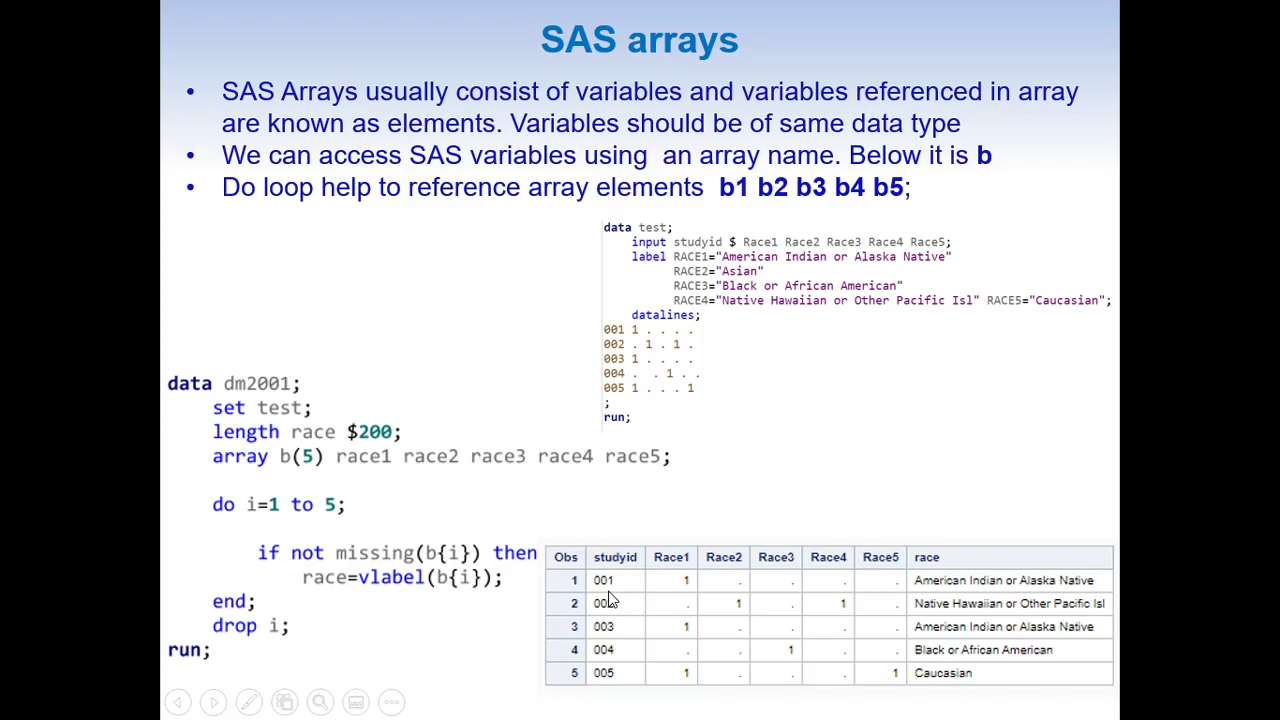 SAS arrays
• SAS Arrays usually consist of variables and variables referenced in array
are known as elements. Variables should be of same data type
• We can access SAS variables using an array name. Below it is b
• Do loop help to reference array elements b1 b2 b3 b4 b5;
data test;
input studyid $ Race1 Race2 Race3 Race4 Race5;
label RACE1="American Indian or Alaska Native"
RACE2="Asian"
RACE3="Black or African American"
RACE4="Native Hawaiian or Other Pacific Isl" RACE5="Caucasian";
datalines;
001 1 . . . .
002 . 1 . 1 .
003 1 . . . .
004 . . 1 . .
005 1 . . . 1
;
run;
data dm2001;
set test;
length race $200;
array b(5) race1 race2 race3 race4 race5;
do i=1 to 5;
if not missing(b{i}) then
race=vlabel(b{i});
end;
drop i;
run;
Obs studyid Race1 Race2 Race3 Race4 Race5 race
1 001 1 . . . . American Indian or Alaska Native
2 . 1 . 1 . Native Hawaiian or Other Pacific Isl
3 003 1 . . . . American Indian or Alaska Native
4 004 . . 1 . . Black or African American
5 005 1 . . . 1 Caucasian